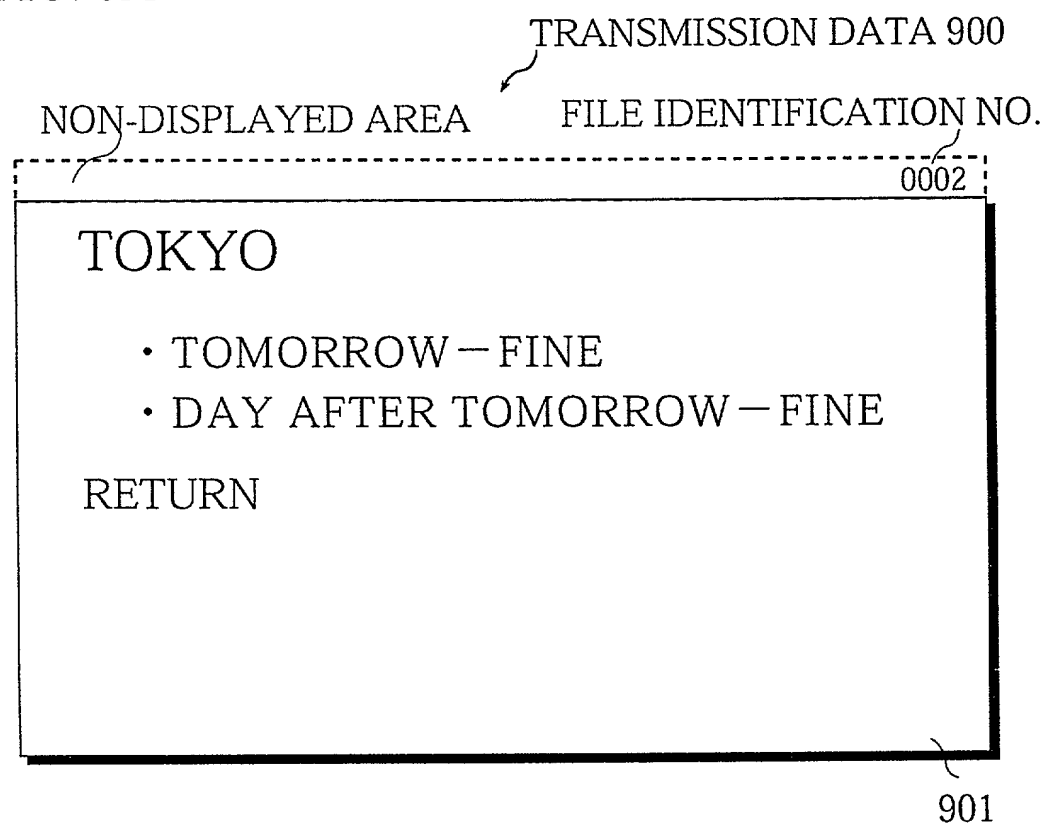 TRANSMISSION DATA 900
NON-DISPLAYED AREA
FILE IDENTIFICATION NO.
0002
TOKYO
・TOMORROW－FINE
・DAY AFTER TOMORROW－FINE
RETURN
901